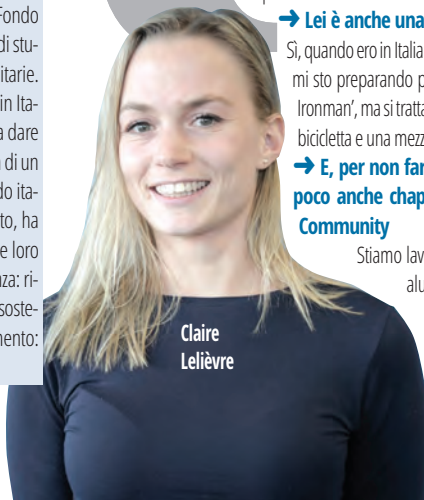 Fondo
di stu-
itarie.
in Ita-
a dare
di un
do ita-
to, ha
e loro
nza: ri-
soste-
mento:
➜ Lei è anche una
Sì, quando ero in Italia
mi sto preparando p
Ironman’, ma si tratta
bicicletta e una mezz
➜ E, per non far
poco anche chap
Community
Stiamo lav
alu
Claire
Lelièvre